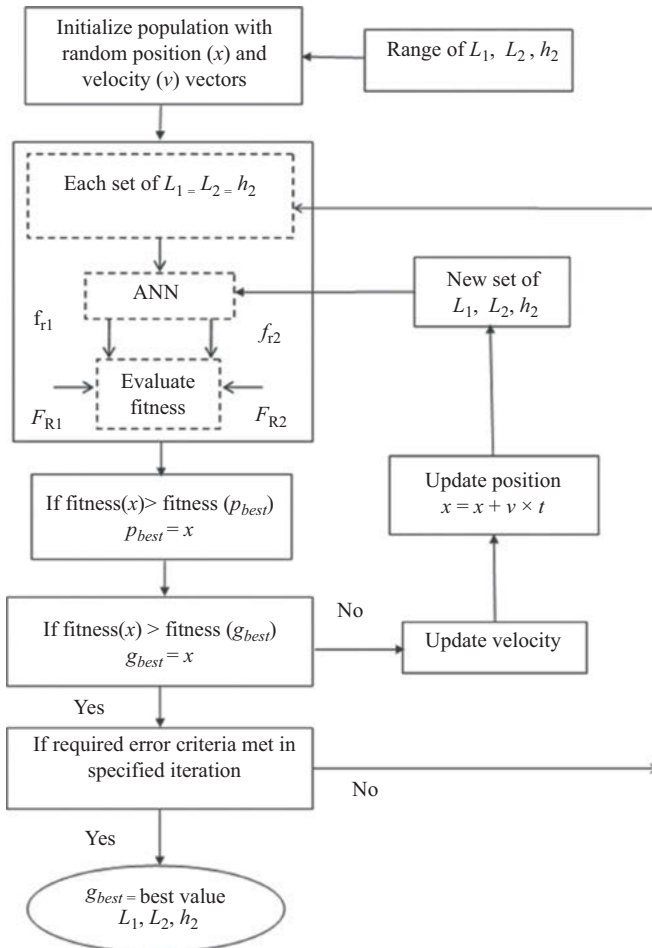 Initialize population with
random position (x) and
velocity (v) vectors
Range of L₁, L₂, h₂
Each set of L₁ = L₂ = h₂
ANN
New set of
L₁, L₂, h₂
fr1
fr2
Evaluate
fitness
FR1
FR2
Update position
x = x + v × t
If fitness(x)> fitness (pbest)
pbest = x
If fitness(x) > fitness (gbest)
gbest = x
No
Update velocity
Yes
If required error criteria met in
specified iteration
No
Yes
gbest = best value
L₁, L₂, h₂